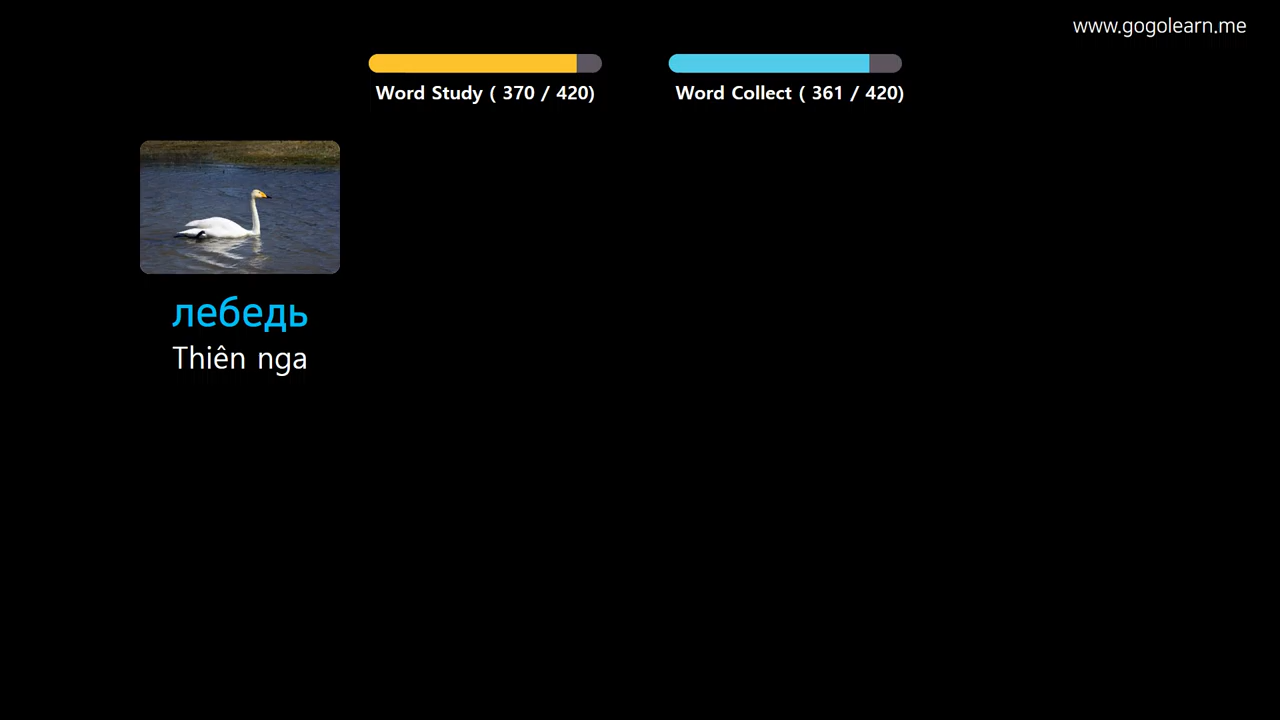 www.gogolearn.me
Word Study ( 370 / 420)
Word Collect ( 361 / 420)
лебедь
Thiên nga